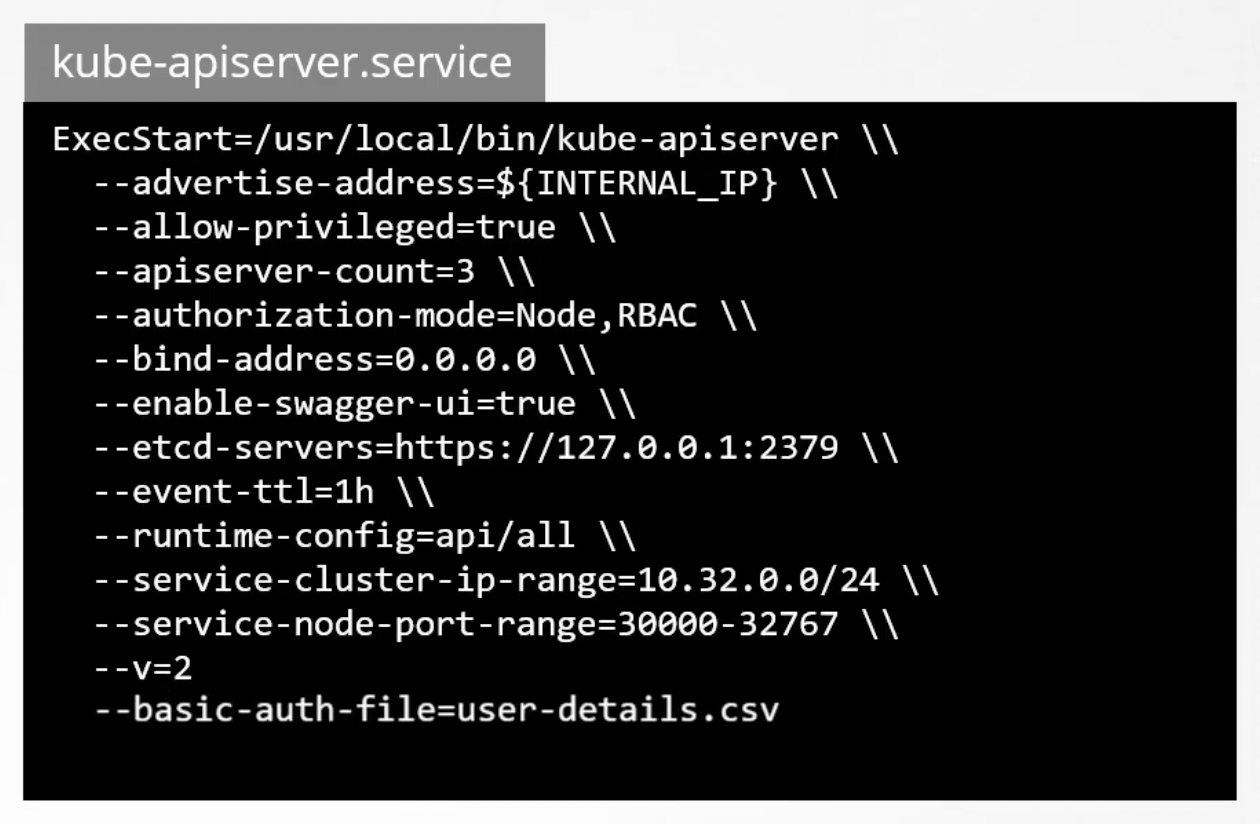 kube-apiserver.service
ExecStart=/usr/local/bin/kube-apiserver \\
--advertise-address=${INTERNAL_IP} \\
--allow-privileged=true \\
--apiserver-count=3 \\
--authorization-mode=Node,RBAC \\
--bind-address=0.0.0.0 \\
--enable-swagger-ui=true \\
--etcd-servers=https://127.0.0.1:2379 \\
--event-ttl=1h \\
--runtime-config=api/all \\
--service-cluster-ip-range=10.32.0.0/24 \\
--service-node-port-range=30000-32767 \\
--v=2
--basic-auth-file=user-details.csv